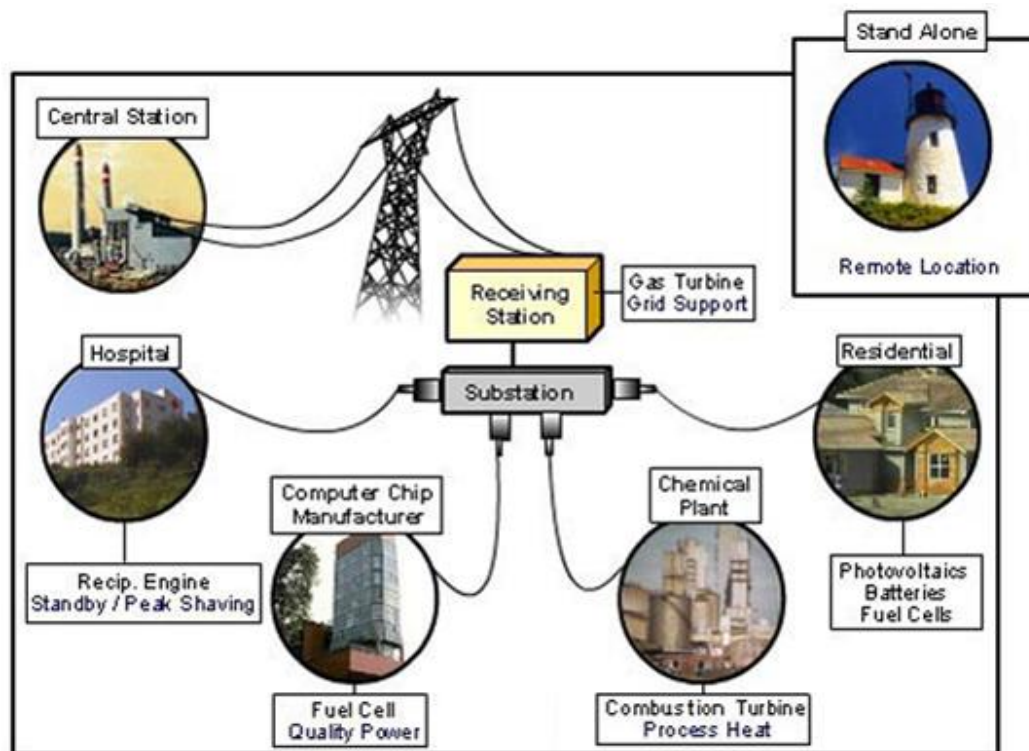 Stand Alone
Central Station
Remote Location
Receiving
Station
Gas Turbine
Grid Support
Hospital
Residential
Substation
Computer Chip
Manufacturer
Chemical
Plant
Recip. Engine
Standby / Peak Shaving
Photovoltaics
Batteries
Fuel Cells
Fuel Cell
Quality Power
Combustion Turbine
Process Heat